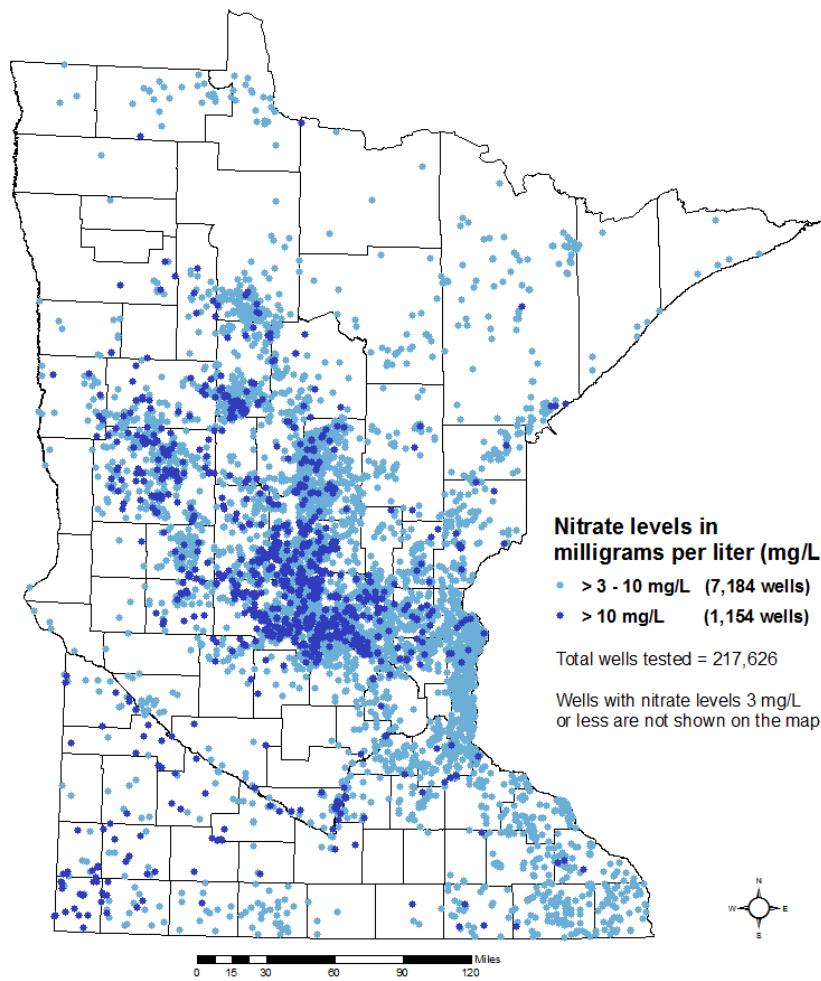 Nitrate levels in
milligrams per liter (mg/L
> 3 - 10 mg/L (7,184 wells)
> 10 mg/L (1,154 wells)
Total wells tested = 217,626
Wells with nitrate levels 3 mg/L
or less are not shown on the map
N
W E
S
Miles
0 15 30 60 90 120